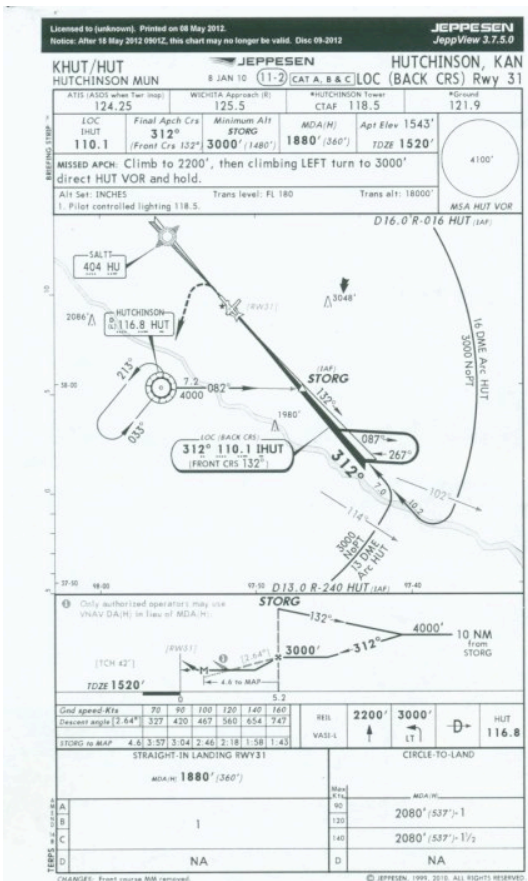 Licensed to (unknown). Printed on 08 May 2012.
Notice: After 18 May 2012 0901Z, this chart may no longer be valid. Disc 09-2012
JEPPESEN
JeppView 3.7.5.0
KHUT/HUT
HUTCHINSON MUN
JEPPESEN
8 JAN 10 11-2 CAT A, B & C
HUTCHINSON, KAN
LOC (BACK CRS) Rwy 31
ATIS (ASOS when Twr inop)
124.25
WICHITA Approach (R)
125.5
*HUTCHINSON Tower
CTAF 118.5
*Ground
121.9
BRIEFING STRIP
LOC
IHUT
110.1
Final Apch Crs
312°
(Front Crs 132°)
Minimum Alt
STORG
3000' (1480')
MDA(H)
1880' (360')
Apt Elev 1543'
TDZE 1520'
MISSED APCH: Climb to 2200', then climbing LEFT turn to 3000'
direct HUT VOR and hold.
Alt Set: INCHES Trans level: FL 180 Trans alt: 18000'
1. Pilot controlled lighting 118.5.
4100'
MSA HUT VOR
D16.0 R-016 HUT (IAF)
SALTT
404 HU
[RW31]
3048'
2086'
HUTCHINSON
116.8 HUT
16 DME Arc HUT
3000 NoPT
(IAF)
STORG
132°
213°
033°
7.2
082°
4000
38-00
1980'
087°
267°
LOC (BACK CRS)
312° 110.1 IHUT
(FRONT CRS 132°)
312°
7.0
10.2
102°
114°
3000
NoPT
13 DME
Arc HUT
37-50
98-00
97-50
97-40
D13.0 R-240 HUT (IAF)
Only authorized operators may use
VNAV DA(H) in lieu of MDA(H).
STORG
132°
4000'
10 NM
from
STORG
312°
3000'
[RW31]
[2.64°]
[TCH 42']
M
4.6 to MAP
TDZE 1520'
0
5.2
Gnd speed-Kts 70 90 100 120 140 160
Descent angle [2.64°] 327 420 467 560 654 747
STORG to MAP 4.6 3:57 3:04 2:46 2:18 1:58 1:43
REIL
VASI-L
2200'
3000'
LT
D
HUT
116.8
STRAIGHT-IN LANDING RWY31
MDA(H) 1880' (360')
CIRCLE-TO-LAND
Max
Kts
MDA(H)
A
B
C
D
1
NA
90
120
2080' (537')-1
140
2080' (537')-1½
D
NA
TERPS
CHANGES: Front course MM removed.
© JEPPESEN, 1999, 2010. ALL RIGHTS RESERVED